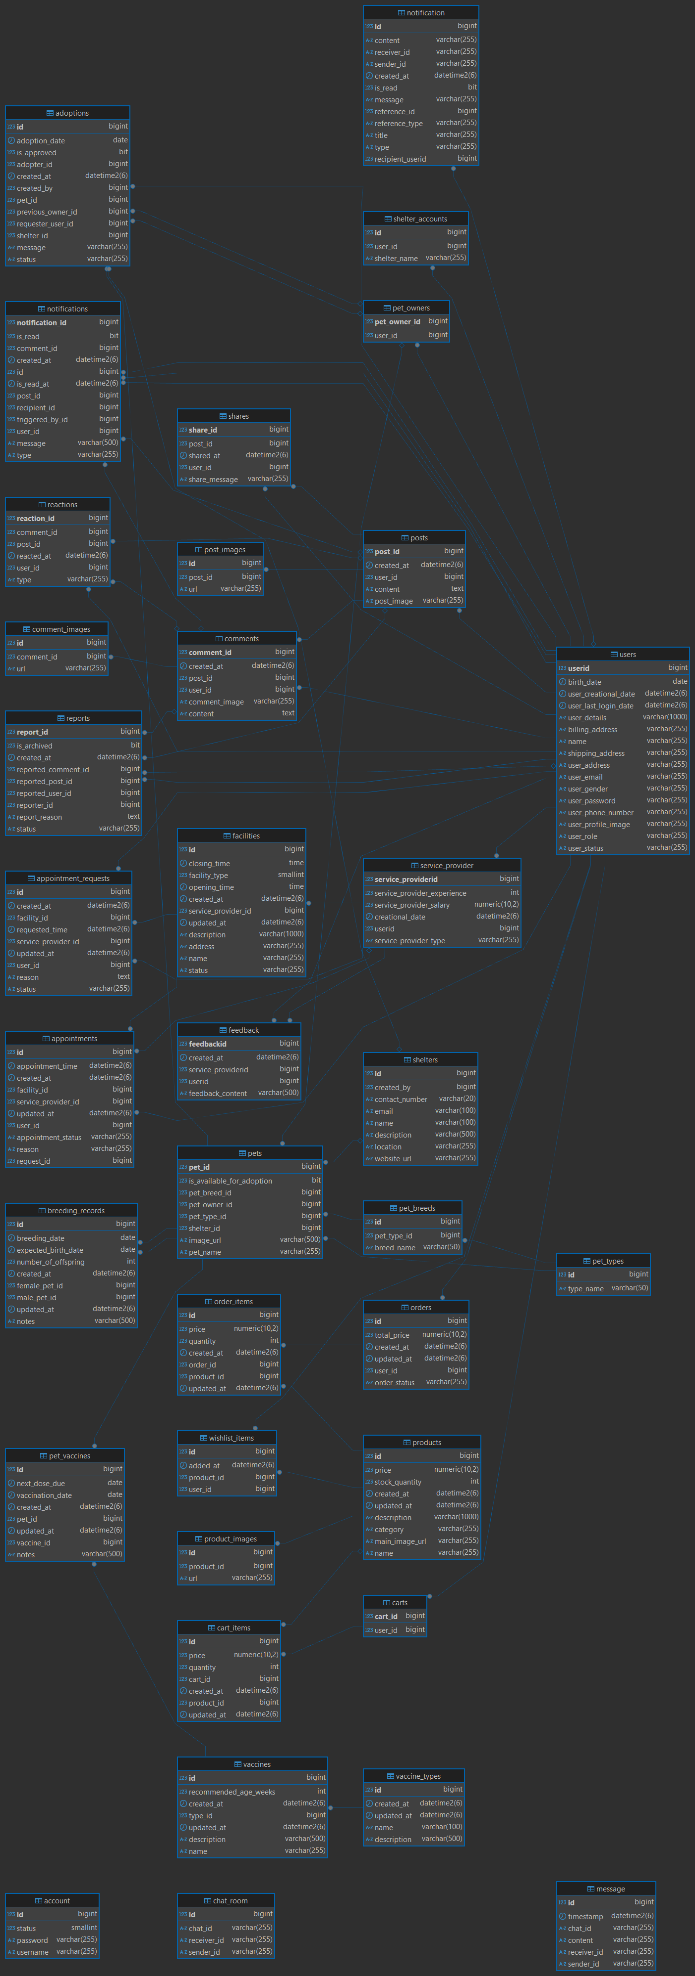 notification
id bigint
content varchar(255)
receiver_id varchar(255)
sender_id varchar(255)
created_at datetime2(6)
is_read bit
message varchar(255)
reference_id bigint
reference_type varchar(255)
title varchar(255)
type varchar(255)
recipient_userid bigint
adoptions
id bigint
adoption_date date
is_approved bit
adopter_id bigint
created_at datetime2(6)
created_by bigint
pet_id bigint
previous_owner_id bigint
requester_user_id bigint
shelter_id bigint
message varchar(255)
status varchar(255)
shelter_accounts
id bigint
user_id bigint
shelter_name varchar(255)
notifications
notification_id bigint
is_read bit
comment_id bigint
created_at datetime2(6)
id bigint
is_read_at datetime2(6)
post_id bigint
recipient_id bigint
triggered_by_id bigint
user_id bigint
message varchar(500)
type varchar(255)
pet_owners
pet_owner_id bigint
user_id bigint
shares
share_id bigint
post_id bigint
shared_at datetime2(6)
user_id bigint
share_message varchar(255)
reactions
reaction_id bigint
comment_id bigint
post_id bigint
reacted_at datetime2(6)
user_id bigint
type varchar(255)
post_images
id bigint
post_id bigint
url varchar(255)
posts
post_id bigint
created_at datetime2(6)
user_id bigint
content text
post_image varchar(255)
comment_images
id bigint
comment_id bigint
url varchar(255)
comments
comment_id bigint
created_at datetime2(6)
post_id bigint
user_id bigint
comment_image varchar(255)
content text
users
userid bigint
birth_date date
user_creational_date datetime2(6)
user_last_login_date datetime2(6)
user_details varchar(1000)
billing_address varchar(255)
name varchar(255)
shipping_address varchar(255)
user_address varchar(255)
user_email varchar(255)
user_gender varchar(255)
user_password varchar(255)
user_phone_number varchar(255)
user_profile_image varchar(255)
user_role varchar(255)
user_status varchar(255)
reports
report_id bigint
is_archived bit
created_at datetime2(6)
reported_comment_id bigint
reported_post_id bigint
reported_user_id bigint
reporter_id bigint
report_reason text
status varchar(255)
facilities
id bigint
closing_time time
facility_type smallint
opening_time time
created_at datetime2(6)
service_provider_id bigint
updated_at datetime2(6)
description varchar(1000)
address varchar(255)
name varchar(255)
status varchar(255)
service_provider
service_providerid bigint
service_provider_experience int
service_provider_salary numeric(10,2)
creational_date datetime2(6)
userid bigint
service_provider_type varchar(255)
appointment_requests
id bigint
created_at datetime2(6)
facility_id bigint
requested_time datetime2(6)
service_provider_id bigint
updated_at datetime2(6)
user_id bigint
reason text
status varchar(255)
feedback
feedbackid bigint
created_at datetime2(6)
service_providerid bigint
userid bigint
feedback_content varchar(500)
appointments
id bigint
appointment_time datetime2(6)
created_at datetime2(6)
facility_id bigint
service_provider_id bigint
updated_at datetime2(6)
user_id bigint
appointment_status varchar(255)
reason varchar(255)
request_id bigint
shelters
id bigint
created_by bigint
contact_number varchar(20)
email varchar(100)
name varchar(100)
description varchar(500)
location varchar(255)
website_url varchar(255)
pets
pet_id bigint
is_available_for_adoption bit
pet_breed_id bigint
pet_owner_id bigint
pet_type_id bigint
shelter_id bigint
image_url varchar(500)
pet_name varchar(255)
breeding_records
id bigint
breeding_date date
expected_birth_date date
number_of_offspring int
created_at datetime2(6)
female_pet_id bigint
male_pet_id bigint
updated_at datetime2(6)
notes varchar(500)
pet_breeds
id bigint
pet_type_id bigint
breed_name varchar(50)
pet_types
id bigint
type_name varchar(50)
order_items
id bigint
price numeric(10,2)
quantity int
created_at datetime2(6)
order_id bigint
product_id bigint
updated_at datetime2(6)
orders
id bigint
total_price numeric(10,2)
created_at datetime2(6)
updated_at datetime2(6)
user_id bigint
order_status varchar(255)
wishlist_items
id bigint
added_at datetime2(6)
product_id bigint
user_id bigint
products
id bigint
price numeric(10,2)
stock_quantity int
created_at datetime2(6)
updated_at datetime2(6)
description varchar(1000)
category varchar(255)
main_image_url varchar(255)
name varchar(255)
pet_vaccines
id bigint
next_dose_due date
vaccination_date date
created_at datetime2(6)
pet_id bigint
updated_at datetime2(6)
vaccine_id bigint
notes varchar(500)
product_images
id bigint
product_id bigint
url varchar(255)
carts
cart_id bigint
user_id bigint
cart_items
id bigint
price numeric(10,2)
quantity int
cart_id bigint
created_at datetime2(6)
product_id bigint
updated_at datetime2(6)
vaccines
id bigint
recommended_age_weeks int
created_at datetime2(6)
type_id bigint
updated_at datetime2(6)
description varchar(500)
name varchar(255)
vaccine_types
id bigint
created_at datetime2(6)
updated_at datetime2(6)
name varchar(100)
description varchar(500)
account
id bigint
status smallint
password varchar(255)
username varchar(255)
chat_room
id bigint
chat_id varchar(255)
receiver_id varchar(255)
sender_id varchar(255)
message
id bigint
timestamp datetime2(6)
chat_id varchar(255)
content varchar(255)
receiver_id varchar(255)
sender_id varchar(255)